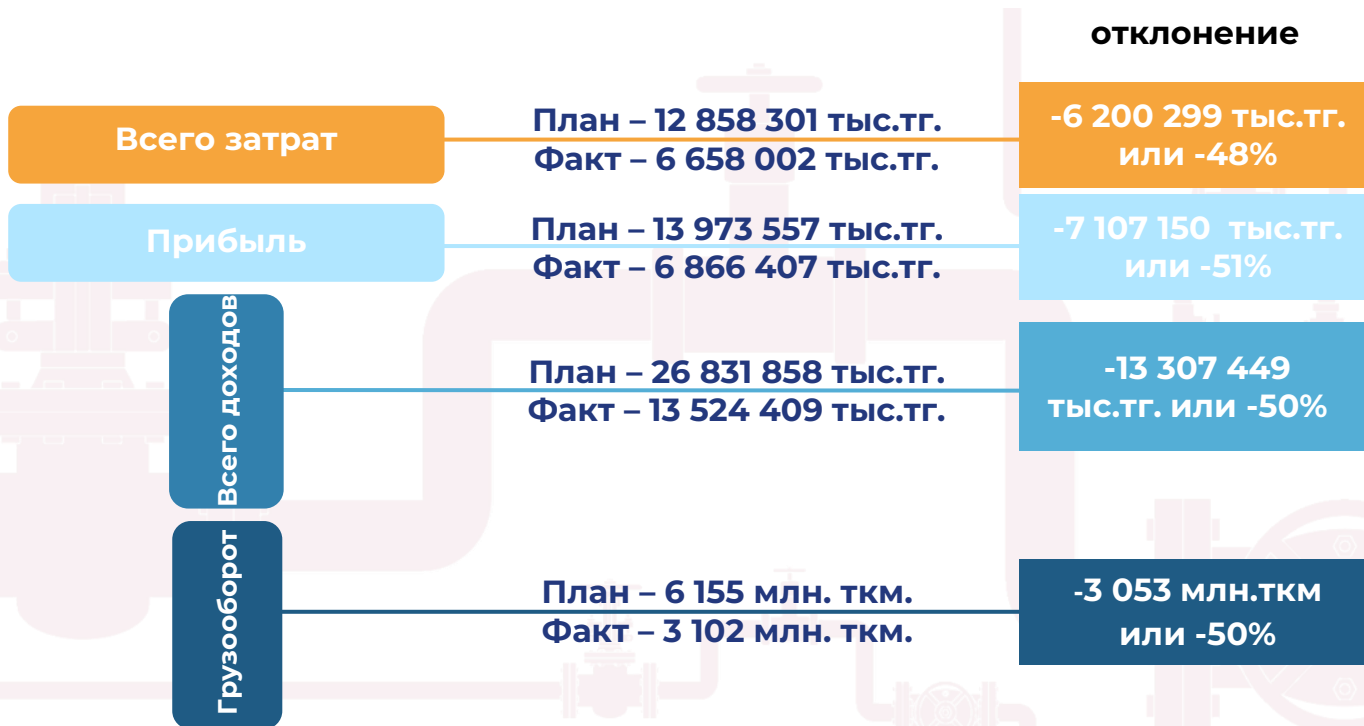 отклонение
Всего затрат
План – 12 858 301 тыс.тг.
Факт – 6 658 002 тыс.тг.
-6 200 299 тыс.тг.
или -48%
Прибыль
План – 13 973 557 тыс.тг.
Факт – 6 866 407 тыс.тг.
-7 107 150 тыс.тг.
или -51%
Всего доходов
План – 26 831 858 тыс.тг.
Факт – 13 524 409 тыс.тг.
-13 307 449
тыс.тг. или -50%
Грузооборот
План – 6 155 млн. ткм.
Факт – 3 102 млн. ткм.
-3 053 млн.ткм
или -50%